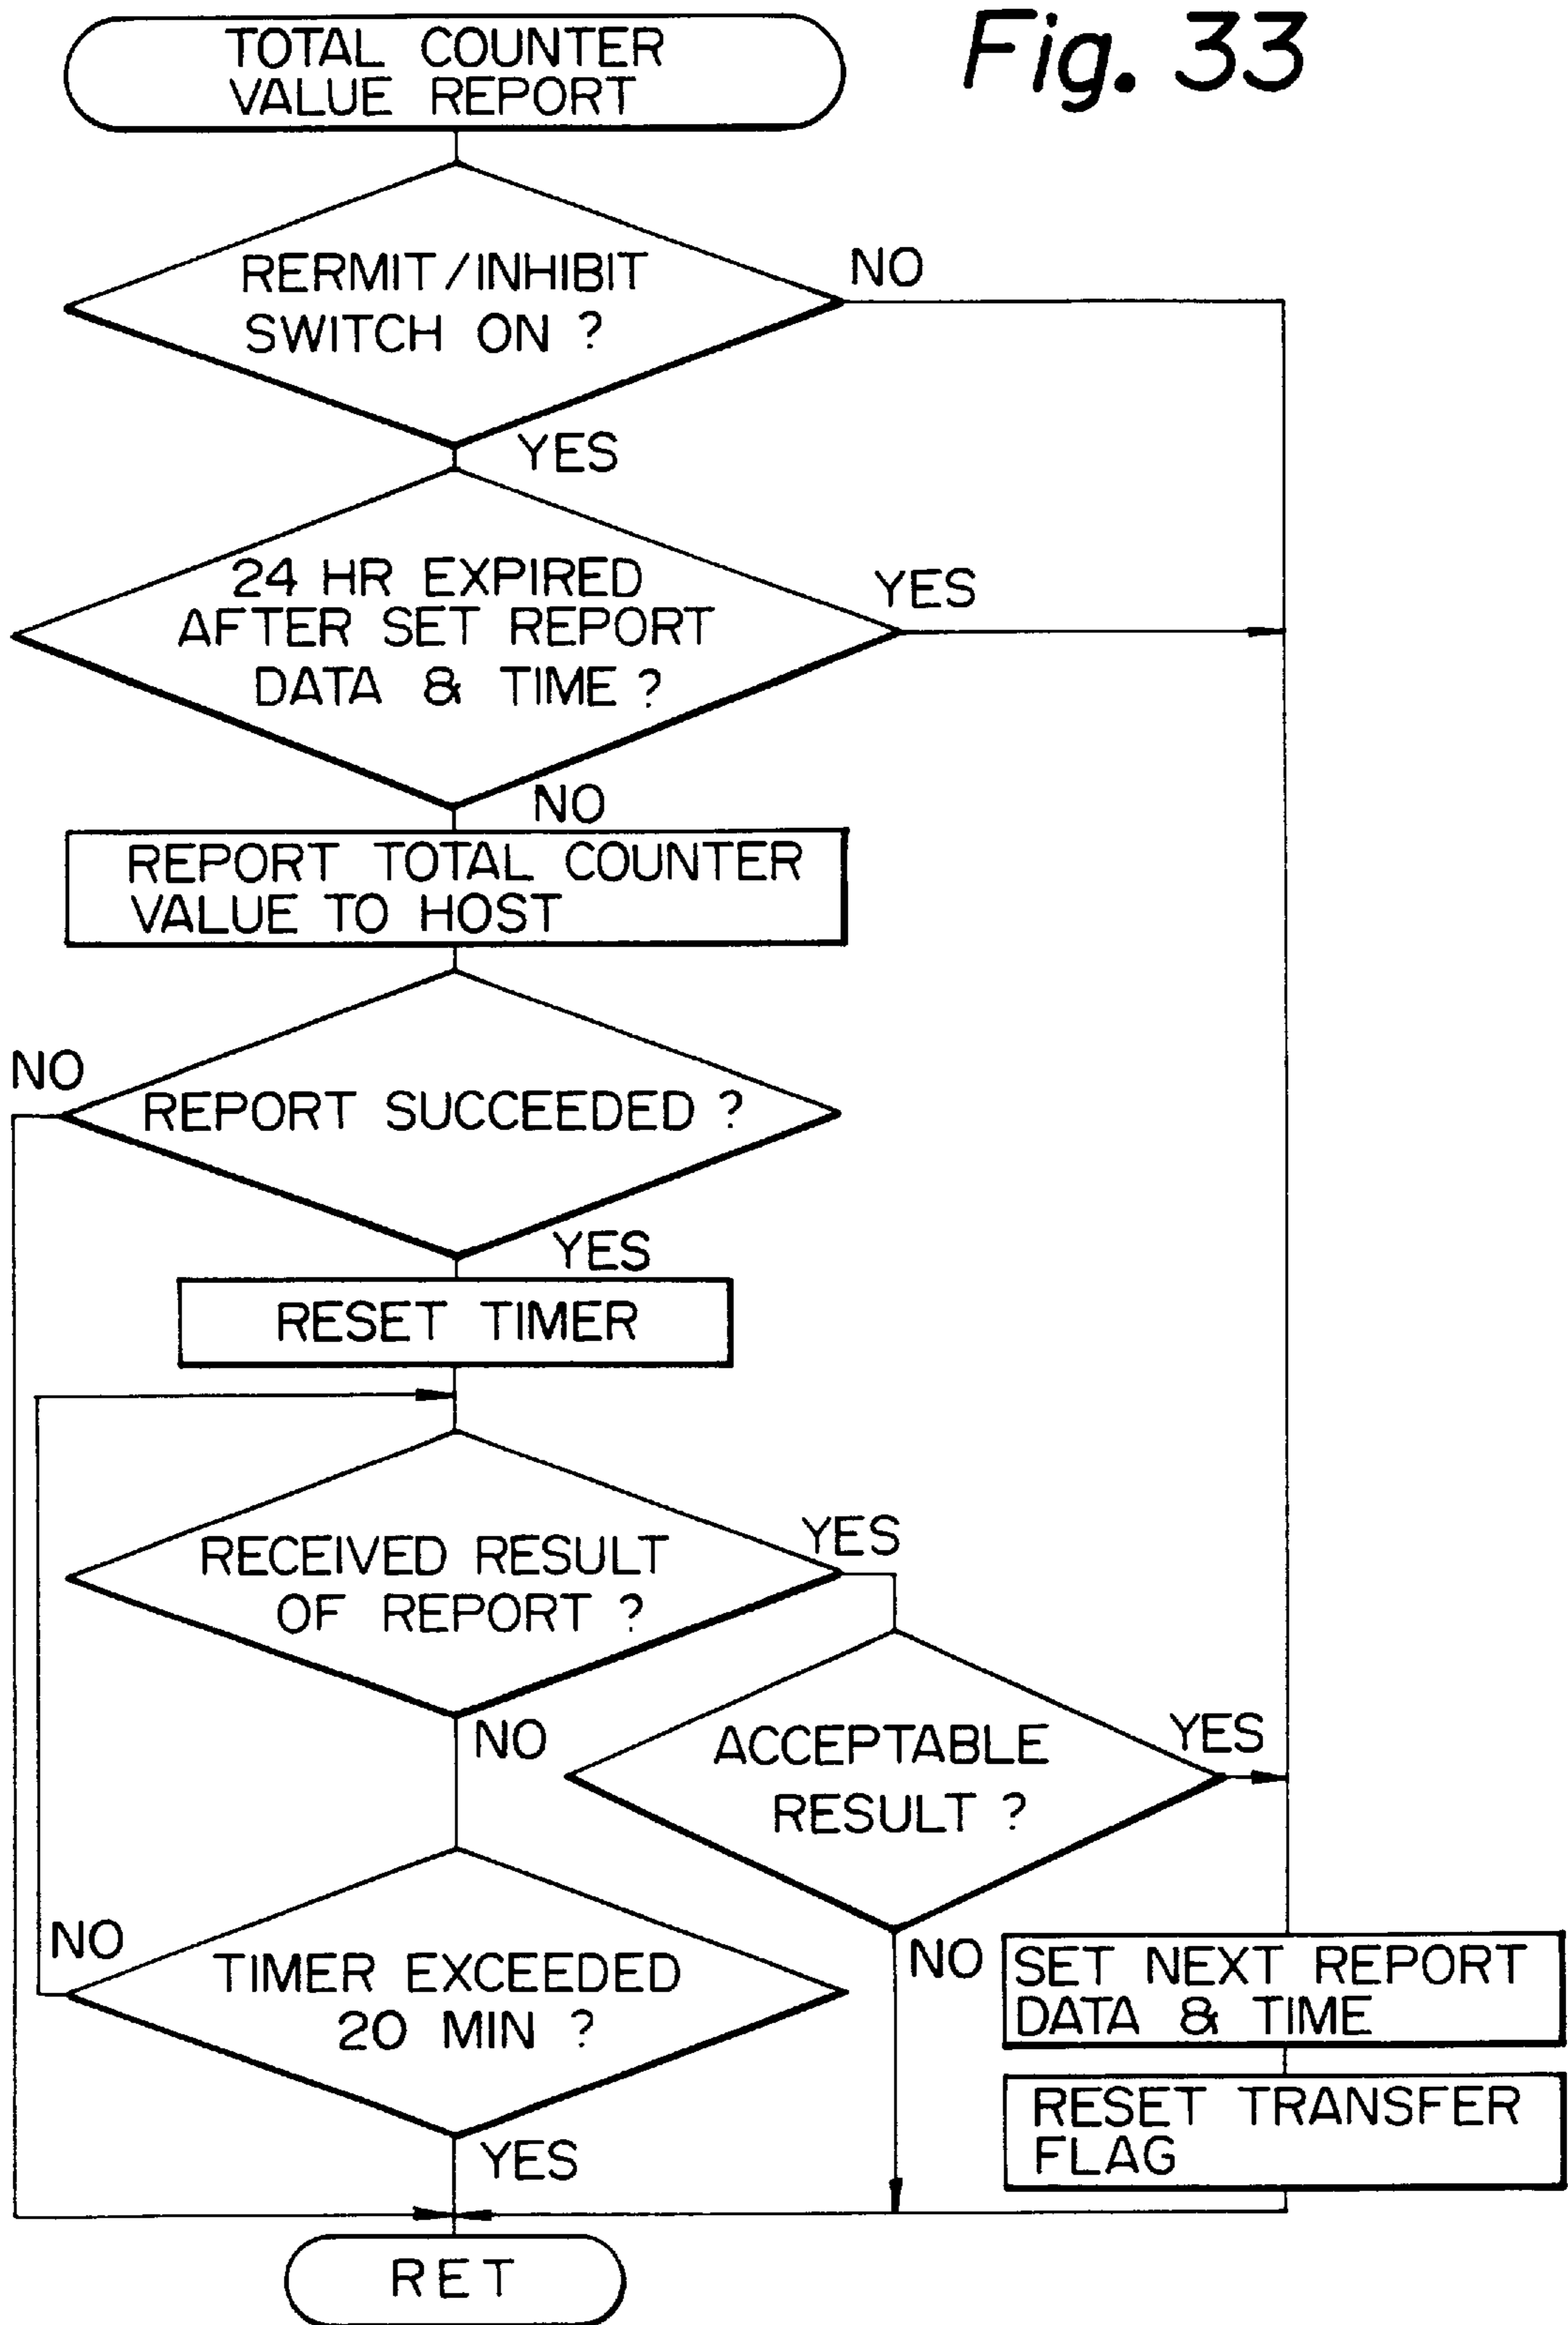 Fig. 33
TOTAL COUNTER
VALUE REPORT
RERMIT/INHIBIT
SWITCH ON ?
NO
YES
24 HR EXPIRED
AFTER SET REPORT
DATA & TIME ?
YES
NO
REPORT TOTAL COUNTER
VALUE TO HOST
NO
REPORT SUCCEEDED ?
YES
RESET TIMER
RECEIVED RESULT
OF REPORT ?
YES
NO
ACCEPTABLE
RESULT ?
YES
NO
TIMER EXCEEDED
20 MIN ?
NO
YES
SET NEXT REPORT
DATA & TIME
RESET TRANSFER
FLAG
RET